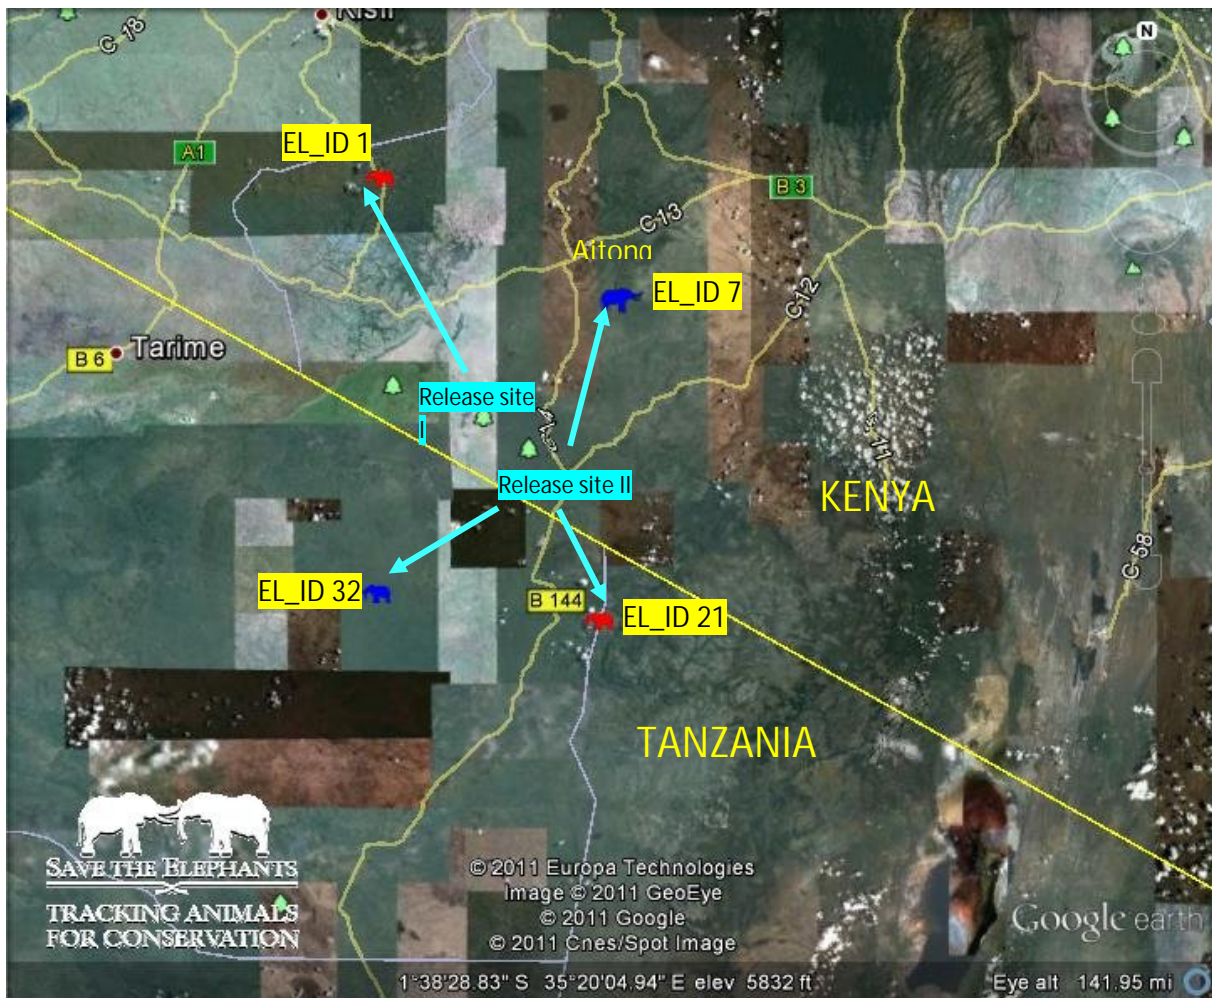 Kisii
C 18
N
EL_ID 1
A1
B 3
C13
Aitong
EL_ID 7
C12
B 6
Tarime
Release site
I
C 11
Release site II
KENYA
C 58
EL_ID 32
B 144
EL_ID 21
TANZANIA
SAVE THE ELEPHANTS
TRACKING ANIMALS
FOR CONSERVATION
© 2011 Europa Technologies
Image © 2011 GeoEye
© 2011 Google
© 2011 Cnes/Spot Image
Google earth
1°38'28.83" S 35°20'04.94" E elev 5832 ft
Eye alt 141.95 mi